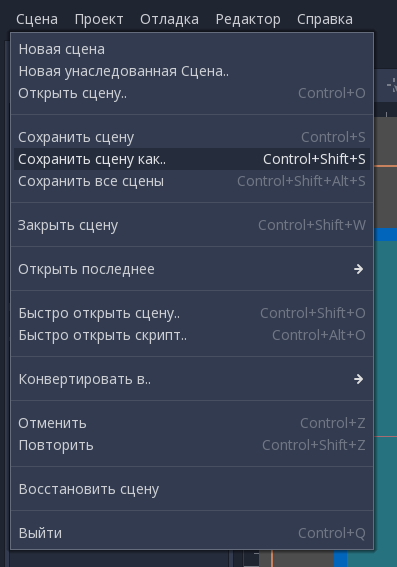 Сцена Проект Отладка Редактор Справка
Новая сцена
Новая унаследованная Сцена..
Открыть сцену.. Control+O
Сохранить сцену Control+S
Сохранить сцену как.. Control+Shift+S
Сохранить все сцены Control+Shift+Alt+S
Закрыть сцену Control+Shift+W
Открыть последнее
Быстро открыть сцену.. Control+Shift+O
Быстро открыть скрипт.. Control+Alt+O
Конвертировать в..
Отменить Control+Z
Повторить Control+Shift+Z
Восстановить сцену
Выйти Control+Q